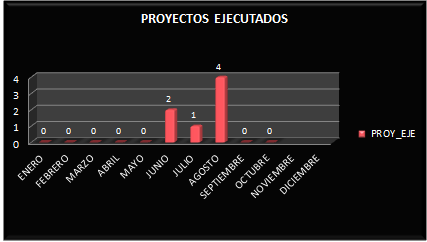 PROYECTOS EJECUTADOS
4
3
2
1
0
0 0 0 0 0 2 1 4 0 0
ENERO
FEBRERO
MARZO
ABRIL
MAYO
JUNIO
JULIO
AGOSTO
SEPTIEMBRE
OCTUBRE
NOVIEMBRE
DICIEMBRE
PROY_EJE